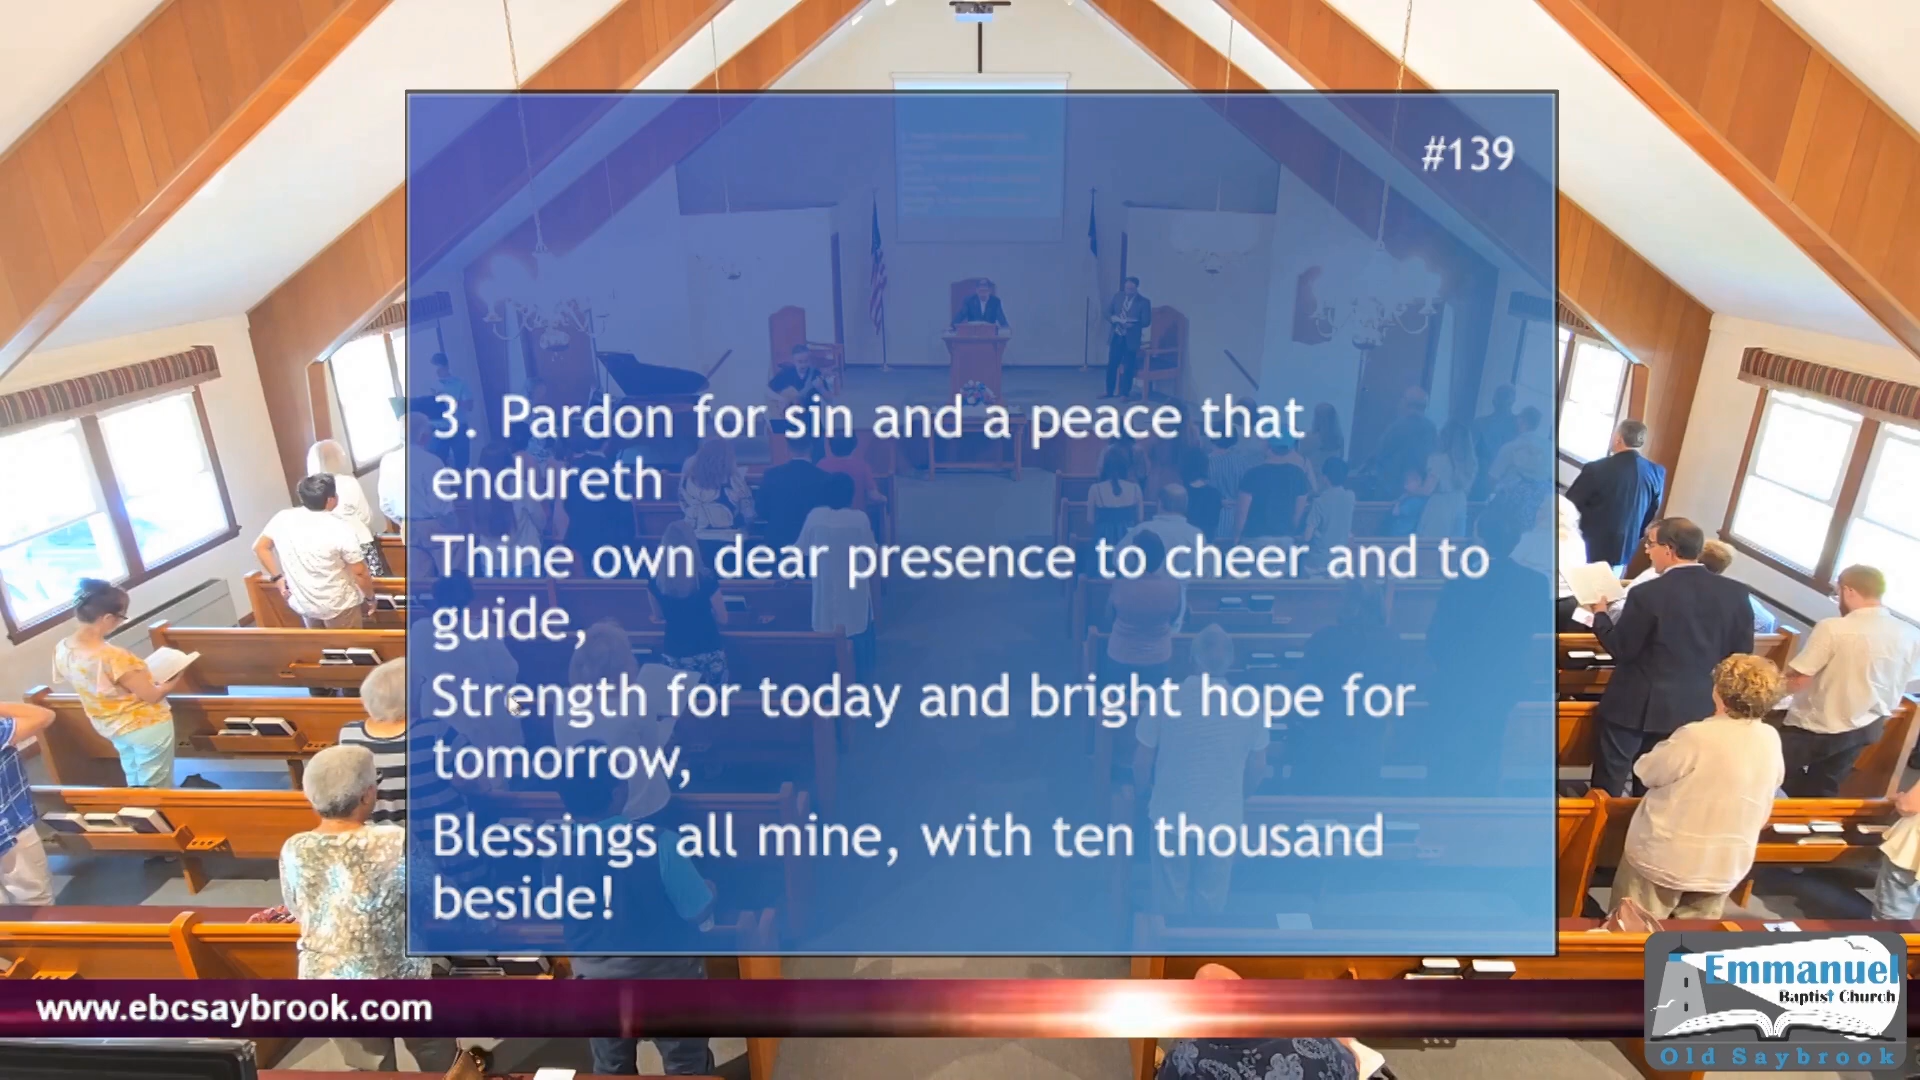 #139
3. Pardon for sin and a peace that
endureth
Thine own dear presence to cheer and to
guide,
Strength for today and bright hope for
tomorrow,
Blessings all mine, with ten thousand
beside!
www.ebcsaybrook.com
Emmanuel
Baptist Church
Old Saybrook